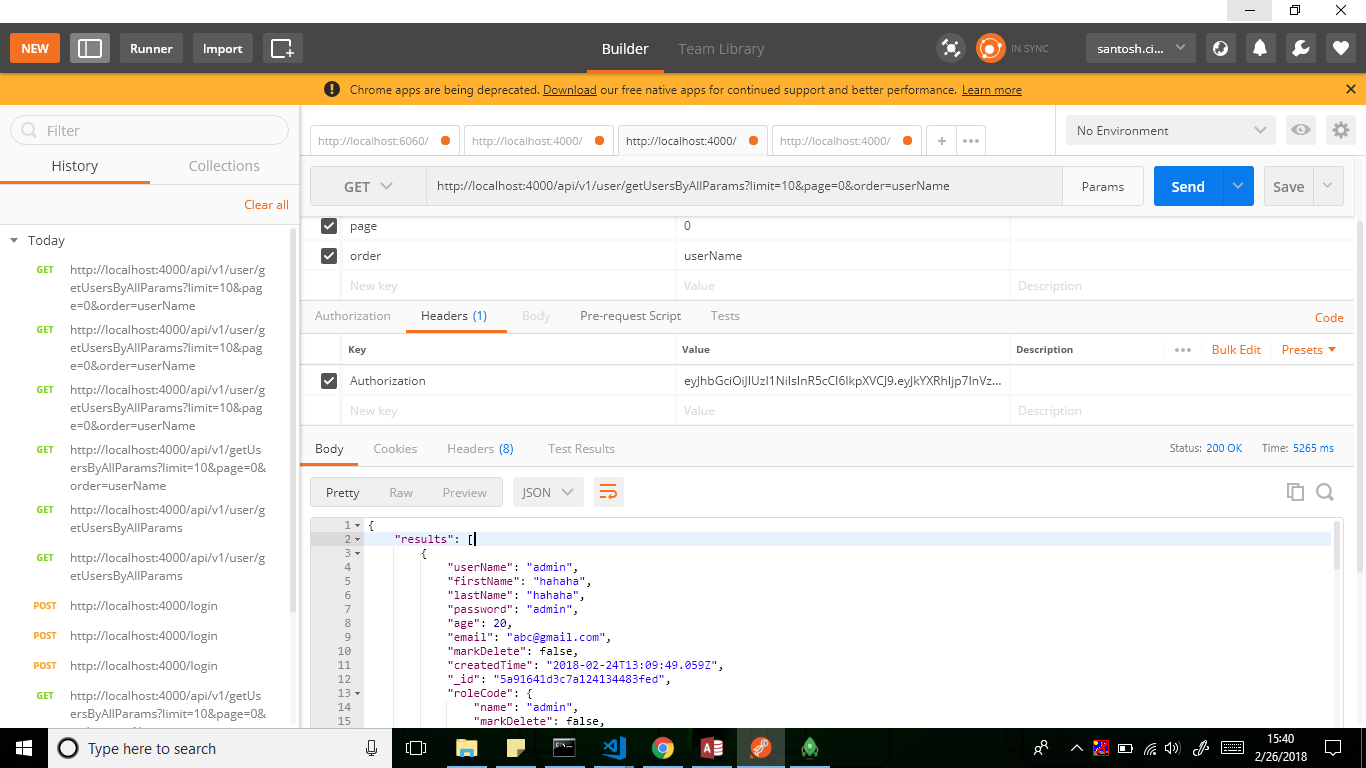 NEW Runner Import Builder Team Library IN SYNC santosh.ci...
Chrome apps are being deprecated. Download our free native apps for continued support and better performance. Learn more
Filter
History Collections
Clear all
Today
GET http://localhost:4000/api/v1/user/g
etUsersByAllParams?limit=10&pag
e=0&order=userName
GET http://localhost:4000/api/v1/user/g
etUsersByAllParams?limit=10&pag
e=0&order=userName
GET http://localhost:4000/api/v1/user/g
etUsersByAllParams?limit=10&pag
e=0&order=userName
GET http://localhost:4000/api/v1/getUs
ersByAllParams?limit=10&page=0&
order=userName
GET http://localhost:4000/api/v1/user/g
etUsersByAllParams
GET http://localhost:4000/api/v1/user/g
etUsersByAllParams
POST http://localhost:4000/login
POST http://localhost:4000/login
POST http://localhost:4000/login
GET http://localhost:4000/api/v1/getUs
ersByAllParams?limit=10&page=0&
http://localhost:6060/ http://localhost:4000/ http://localhost:4000/ http://localhost:4000/ + ••• No Environment
GET http://localhost:4000/api/v1/user/getUsersByAllParams?limit=10&page=0&order=userName Params Send Save
page 0
order userName
New key Value Description
Authorization Headers (1) Body Pre-request Script Tests Code
Key Value Description ••• Bulk Edit Presets
Authorization
New key Value Description
Body Cookies Headers (8) Test Results Status: 200 OK Time: 5265 ms
Pretty Raw Preview JSON
1 {
2 "results": [
3 {
4 "userName": "admin",
5 "firstName": "hahaha",
6 "lastName": "hahaha",
7 "password": "admin",
8 "age": 20,
9 "email": "abc@gmail.com",
10 "markDelete": false,
11 "createdTime": "2018-02-24T13:09:49.059Z",
12 "_id": "5a91641d3c7a124134483fed",
13 "roleCode": {
14 "name": "admin",
15 "markDelete": false,
Type here to search
15:40
2/26/2018